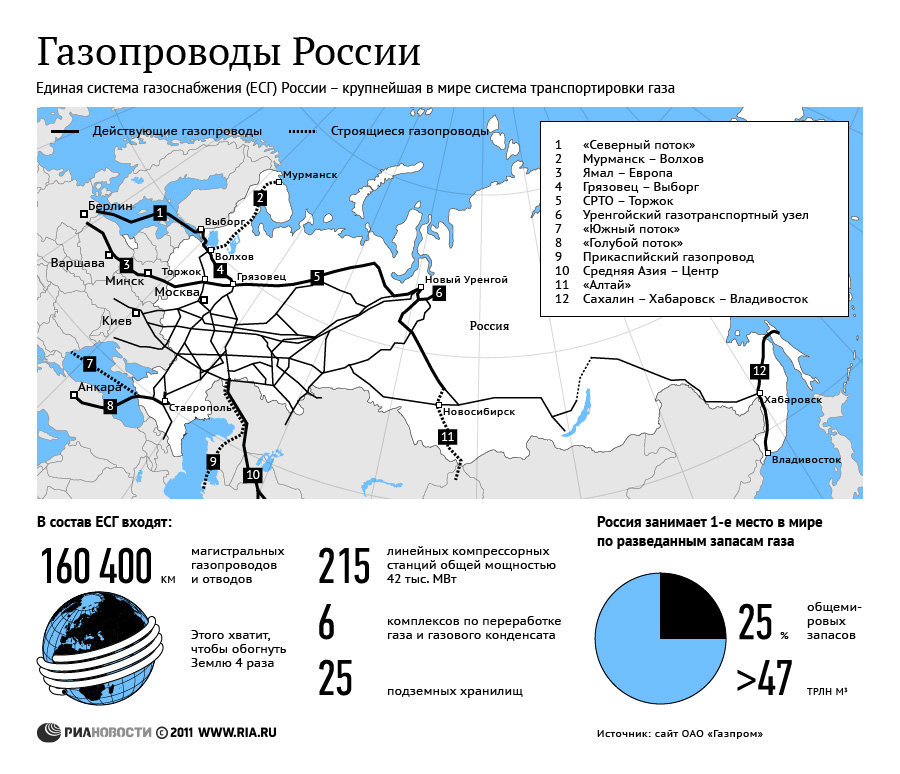 Газопроводы России
Единая система газоснабжения (ЕСГ) России – крупнейшая в мире система транспортировки газа
Действующие газопроводы
Строящиеся газопроводы
1 «Северный поток»
2 Мурманск – Волхов
3 Ямал – Европа
4 Грязовец – Выборг
5 СРТО – Торжок
6 Уренгойский газотранспортный узел
7 «Южный поток»
8 «Голубой поток»
9 Прикаспийский газопровод
10 Средняя Азия – Центр
11 «Алтай»
12 Сахалин – Хабаровск – Владивосток
Мурманск
2
Берлин
1
Выборг
Волхов
Варшава
3
4
Торжок
Грязовец
5
Минск
Москва
Новый Уренгой
6
Киев
Россия
7
Анкара
8
Ставрополь
12
Хабаровск
Новосибирск
11
9
10
Владивосток
В состав ЕСГ входят:
160 400 км
магистральных
газопроводов
и отводов
Этого хватит,
чтобы обогнуть
Землю 4 раза
215
линейных компрессорных
станций общей мощностью
42 тыс. МВт
6
комплексов по переработке
газа и газового конденсата
25
подземных хранилищ
Россия занимает 1-е место в мире
по разведанным запасам газа
25 %
общеми-
ровых
запасов
>47 ТРЛН М³
РИАНОВОСТИ © 2011 WWW.RIA.RU
Источник: сайт ОАО «Газпром»